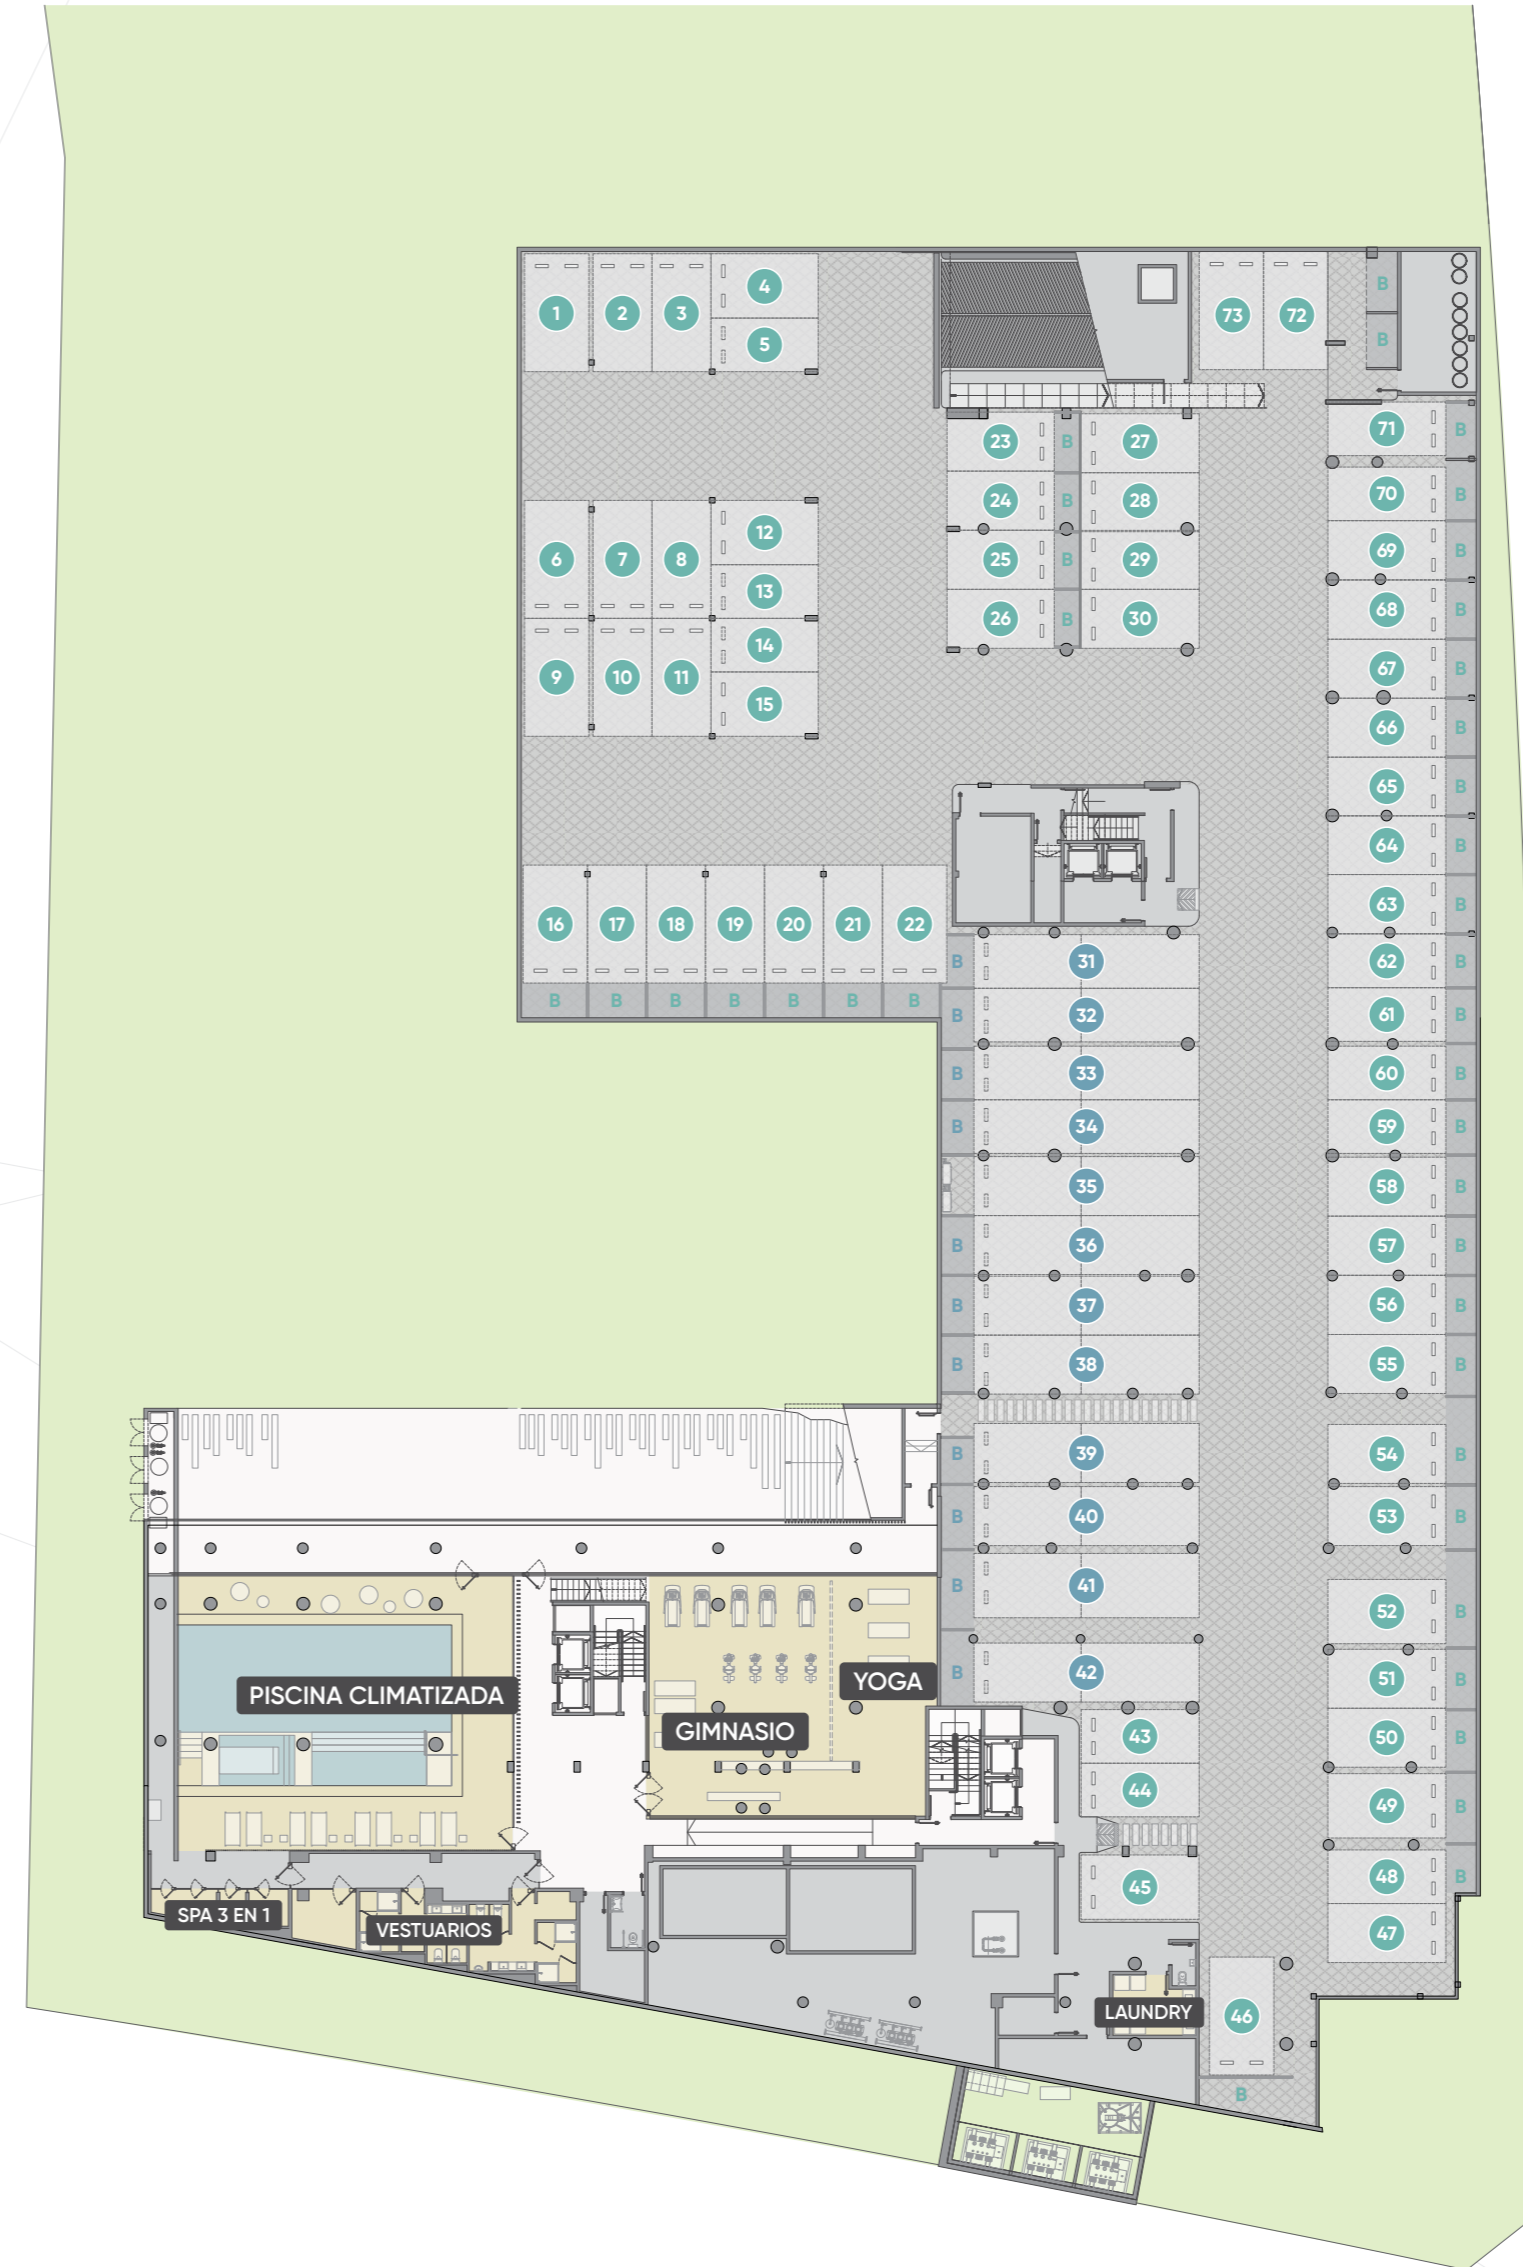 1 2 3 4
5
73 72 B
B
23 B 27 71 B
24 B 28 70 B
6 7 8 12 25 B 29 69 B
13 26 B 30 68 B
9 10 11 14 67 B
15 66 B
65 B
64 B
16 17 18 19 20 21 22 63 B
B 31 62 B
B B B B B B B
B 32 61 B
B 33 60 B
B 34 59 B
35 58 B
B 36 57 B
B 37 56 B
B 38 55 B
B 39 54 B
B 40 53 B
B 41 52 B
PISCINA CLIMATIZADA YOGA B 42 51 B
GIMNASIO 43 50 B
44 49 B
45 48 B
SPA 3 EN 1 VESTUARIOS 47
LAUNDRY 46
B